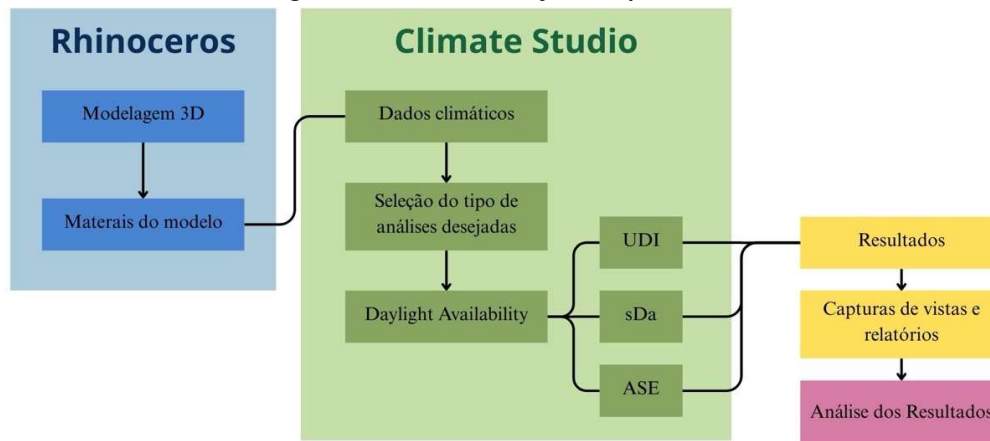 Rhinoceros
Modelagem 3D
Materais do modelo
Climate Studio
Dados climáticos
Seleção do tipo de
análises desejadas
Daylight Availability
UDI
sDa
ASE
Resultados
Capturas de vistas e
relatórios
Análise dos Resultados